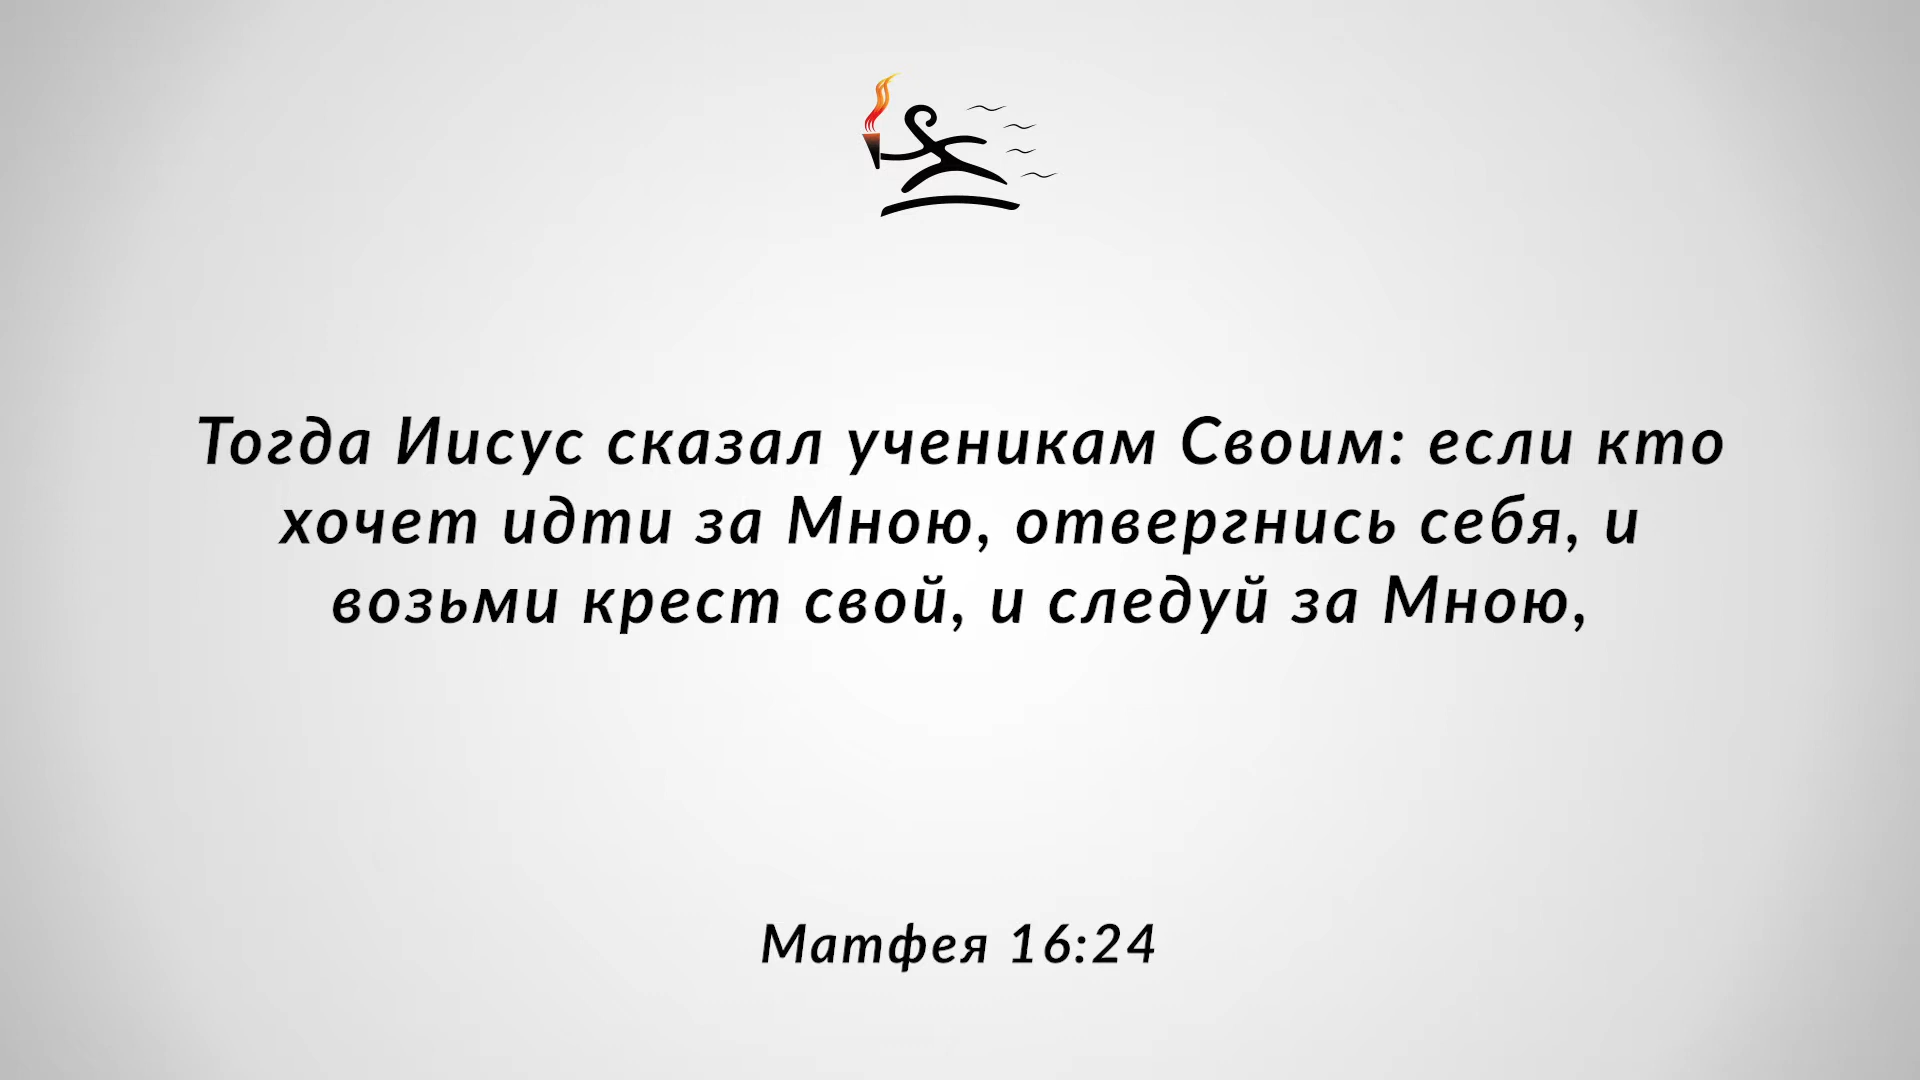 Тогда Иисус сказал ученикам Своим: если кто
хочет идти за Мною, отвергнись себя, и
возьми крест свой, и следуй за Мною,
Матфея 16:24